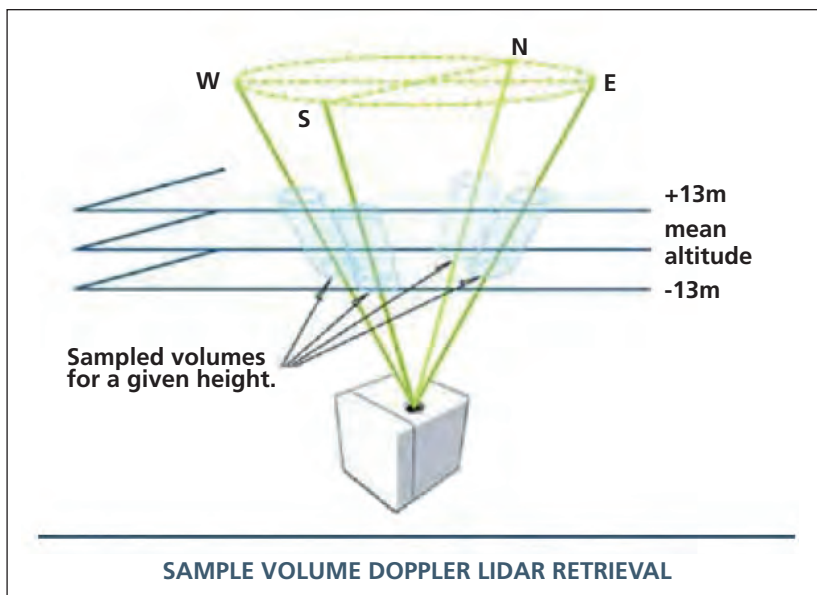 N
W
E
S
+13m
mean
altitude
-13m
Sampled volumes
for a given height.
SAMPLE VOLUME DOPPLER LIDAR RETRIEVAL